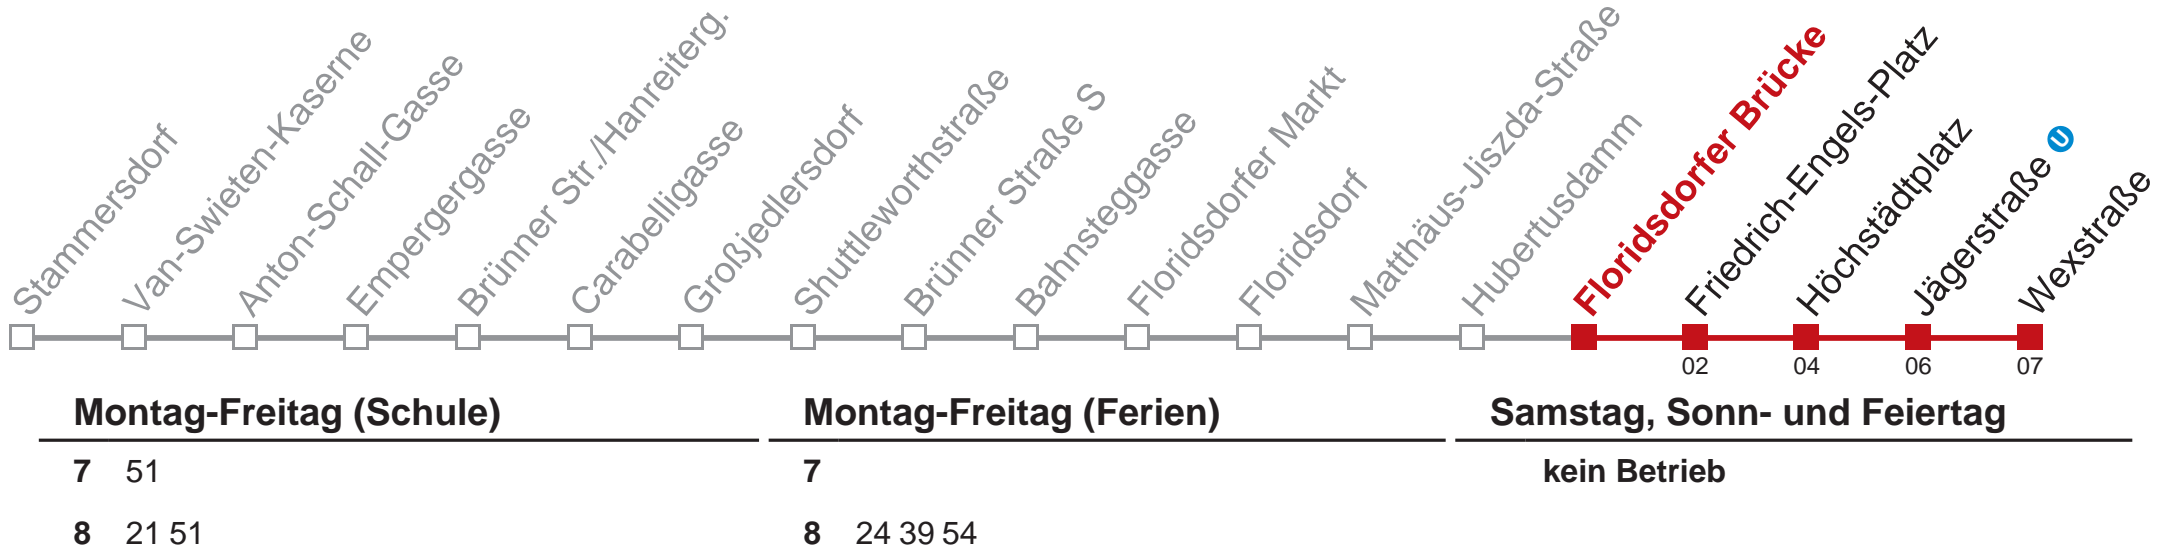 Stammersdorf
Van-Swieten-Kaserne
Anton-Schall-Gasse
Empergergasse
Brünner Str./Hanreiterg.
Carabelligasse
Großjedlersdorf
Shuttleworthstraße
Brünner Straße S
Bahnsteggasse
Floridsdorfer Markt
Floridsdorf
Matthäus-Jiszda-Straße
Hubertusdamm
Floridsdorfer Brücke
Friedrich-Engels-Platz
Höchstädtplatz
Jägerstraße U
Wexstraße
02 04 06 07
Montag-Freitag (Schule)
7 51
8 21 51
Montag-Freitag (Ferien)
7
8 24 39 54
Samstag, Sonn- und Feiertag
kein Betrieb